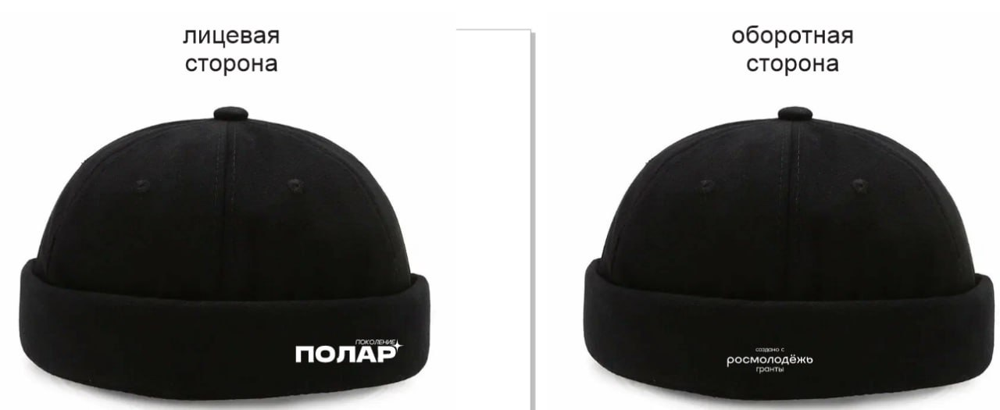 лицевая
сторона
ПОКОЛЕНИЕ
ПОЛАР
оборотная
сторона
создано с
росмолодёжь
гранты